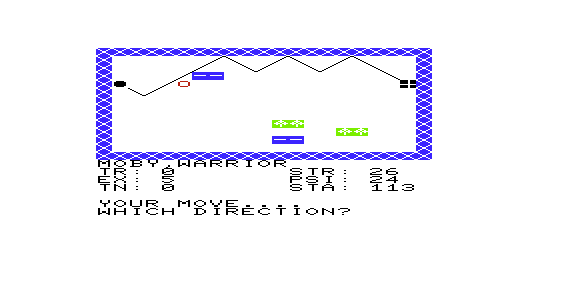 MOBY,WARRIOR
TR: 0 STR: 26
EX: 5 PSI: 24
TN: 0 STA: 113
YOUR MOVE....
WHICH DIRECTION?